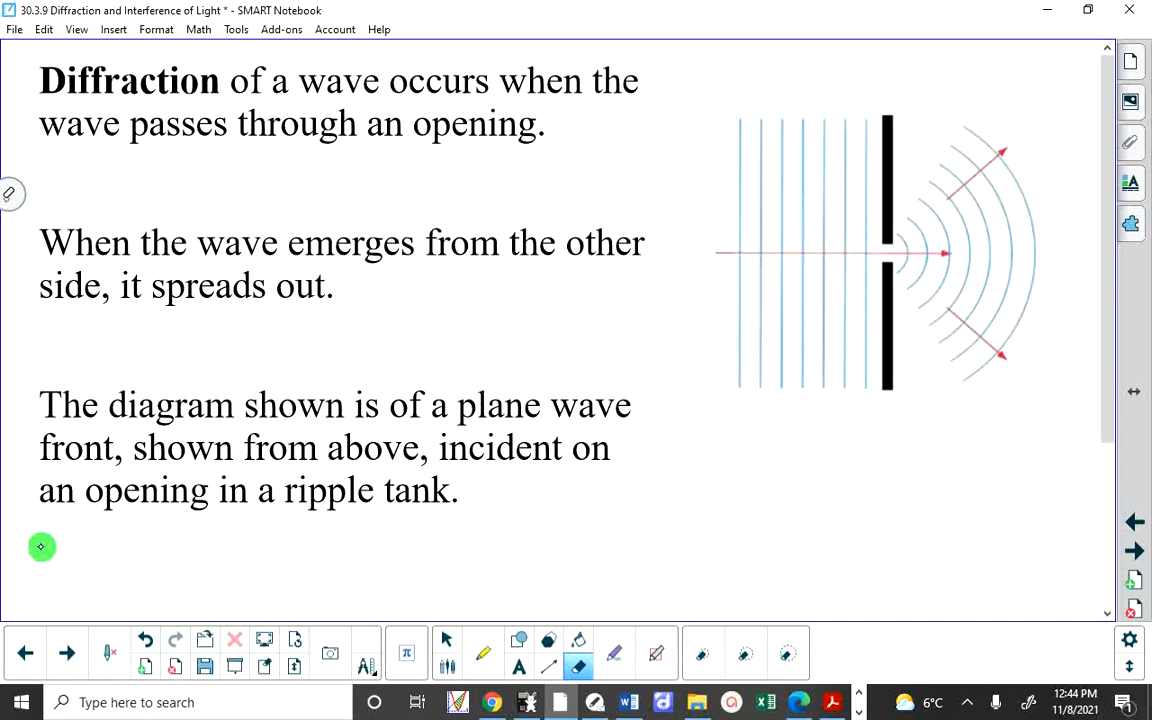 30.3.9 Diffraction and Interference of Light * - SMART Notebook
File Edit View Insert Format Math Tools Add-ons Account Help
Diffraction of a wave occurs when the
wave passes through an opening.
When the wave emerges from the other
side, it spreads out.
The diagram shown is of a plane wave
front, shown from above, incident on
an opening in a ripple tank.
Type here to search
6°C
12:44 PM
11/8/2021